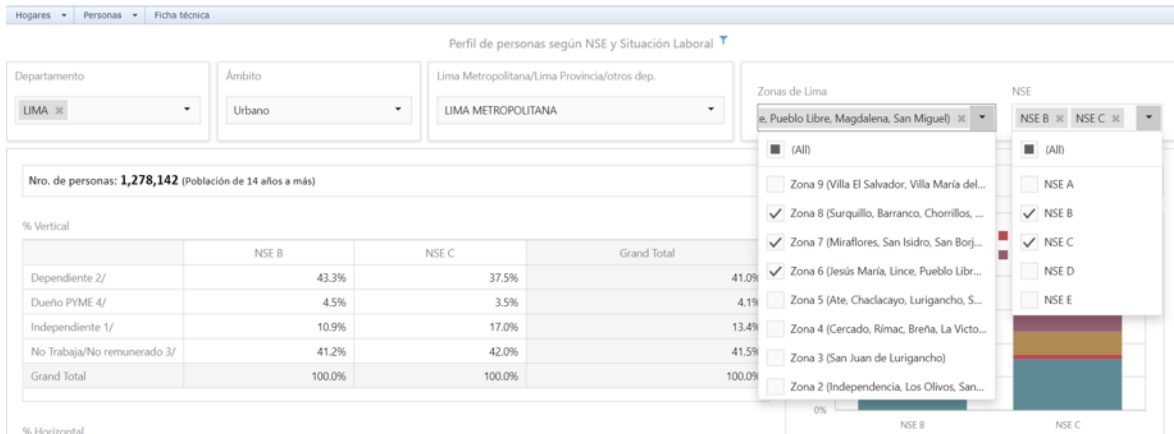 Hogares Personas Ficha técnica
Perfil de personas según NSE y Situación Laboral
Departamento
LIMA
Ámbito
Urbano
Lima Metropolitana/Lima Provincia/otros dep.
LIMA METROPOLITANA
Zonas de Lima
e, Pueblo Libre, Magdalena, San Miguel)
(All)
Zona 9 (Villa El Salvador, Villa María del...
Zona 8 (Surquillo, Barranco, Chorrillos, ...
Zona 7 (Miraflores, San Isidro, San Borj...
Zona 6 (Jesús María, Lince, Pueblo Libr...
Zona 5 (Ate, Chaclacayo, Lurigancho, S...
Zona 4 (Cercado, Rímac, Breña, La Victo...
Zona 3 (San Juan de Lurigancho)
Zona 2 (Independencia, Los Olivos, San...
NSE
NSE B NSE C
(All)
NSE A
NSE B
NSE C
NSE D
NSE E
Nro. de personas: 1,278,142 (Población de 14 años a más)
% Vertical
NSE B NSE C Grand Total
Dependiente 2/ 43.3% 37.5% 41.0%
Dueño PYME 4/ 4.5% 3.5% 4.1%
Independiente 1/ 10.9% 17.0% 13.4%
No Trabaja/No remunerado 3/ 41.2% 42.0% 41.5%
Grand Total 100.0% 100.0% 100.0%
0%
NSE B NSE C
% Horizontal